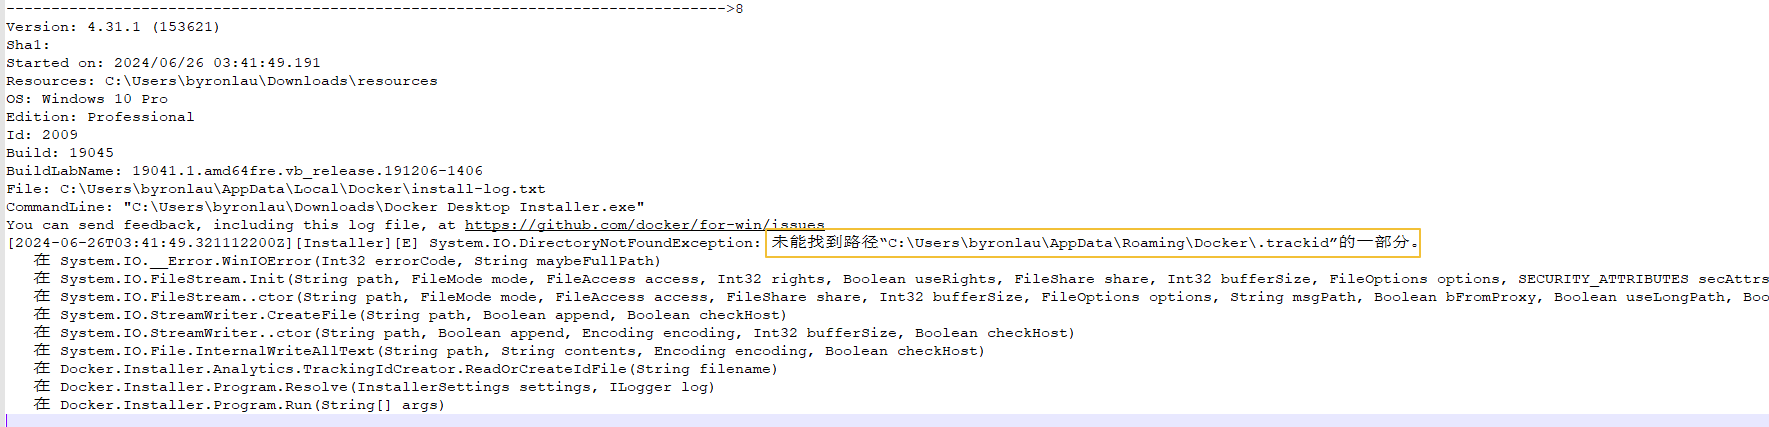 -------------------------------------------------------------------------------->8
Version: 4.31.1 (153621)
Sha1:
Started on: 2024/06/26 03:41:49.191
Resources: C:\Users\byronlau\Downloads\resources
OS: Windows 10 Pro
Edition: Professional
Id: 2009
Build: 19045
BuildLabName: 19041.1.amd64fre.vb_release.191206-1406
File: C:\Users\byronlau\AppData\Local\Docker\install-log.txt
CommandLine: "C:\Users\byronlau\Downloads\Docker Desktop Installer.exe"
You can send feedback, including this log file, at https://github.com/docker/for-win/issues
[2024-06-26T03:41:49.321112200Z][Installer][E] System.IO.DirectoryNotFoundException: 未能找到路径“C:\Users\byronlau\AppData\Roaming\Docker\.trackid”的一部分。
在 System.IO.__Error.WinIOError(Int32 errorCode, String maybeFullPath)
在 System.IO.FileStream.Init(String path, FileMode mode, FileAccess access, Int32 rights, Boolean useRights, FileShare share, Int32 bufferSize, FileOptions options, SECURITY_ATTRIBUTES secAttrs
在 System.IO.FileStream..ctor(String path, FileMode mode, FileAccess access, FileShare share, Int32 bufferSize, FileOptions options, String msgPath, Boolean bFromProxy, Boolean useLongPath, Boo
在 System.IO.StreamWriter.CreateFile(String path, Boolean append, Boolean checkHost)
在 System.IO.StreamWriter..ctor(String path, Boolean append, Encoding encoding, Int32 bufferSize, Boolean checkHost)
在 System.IO.File.InternalWriteAllText(String path, String contents, Encoding encoding, Boolean checkHost)
在 Docker.Installer.Analytics.TrackingIdCreator.ReadOrCreateIdFile(String filename)
在 Docker.Installer.Program.Resolve(InstallerSettings settings, ILogger log)
在 Docker.Installer.Program.Run(String[] args)